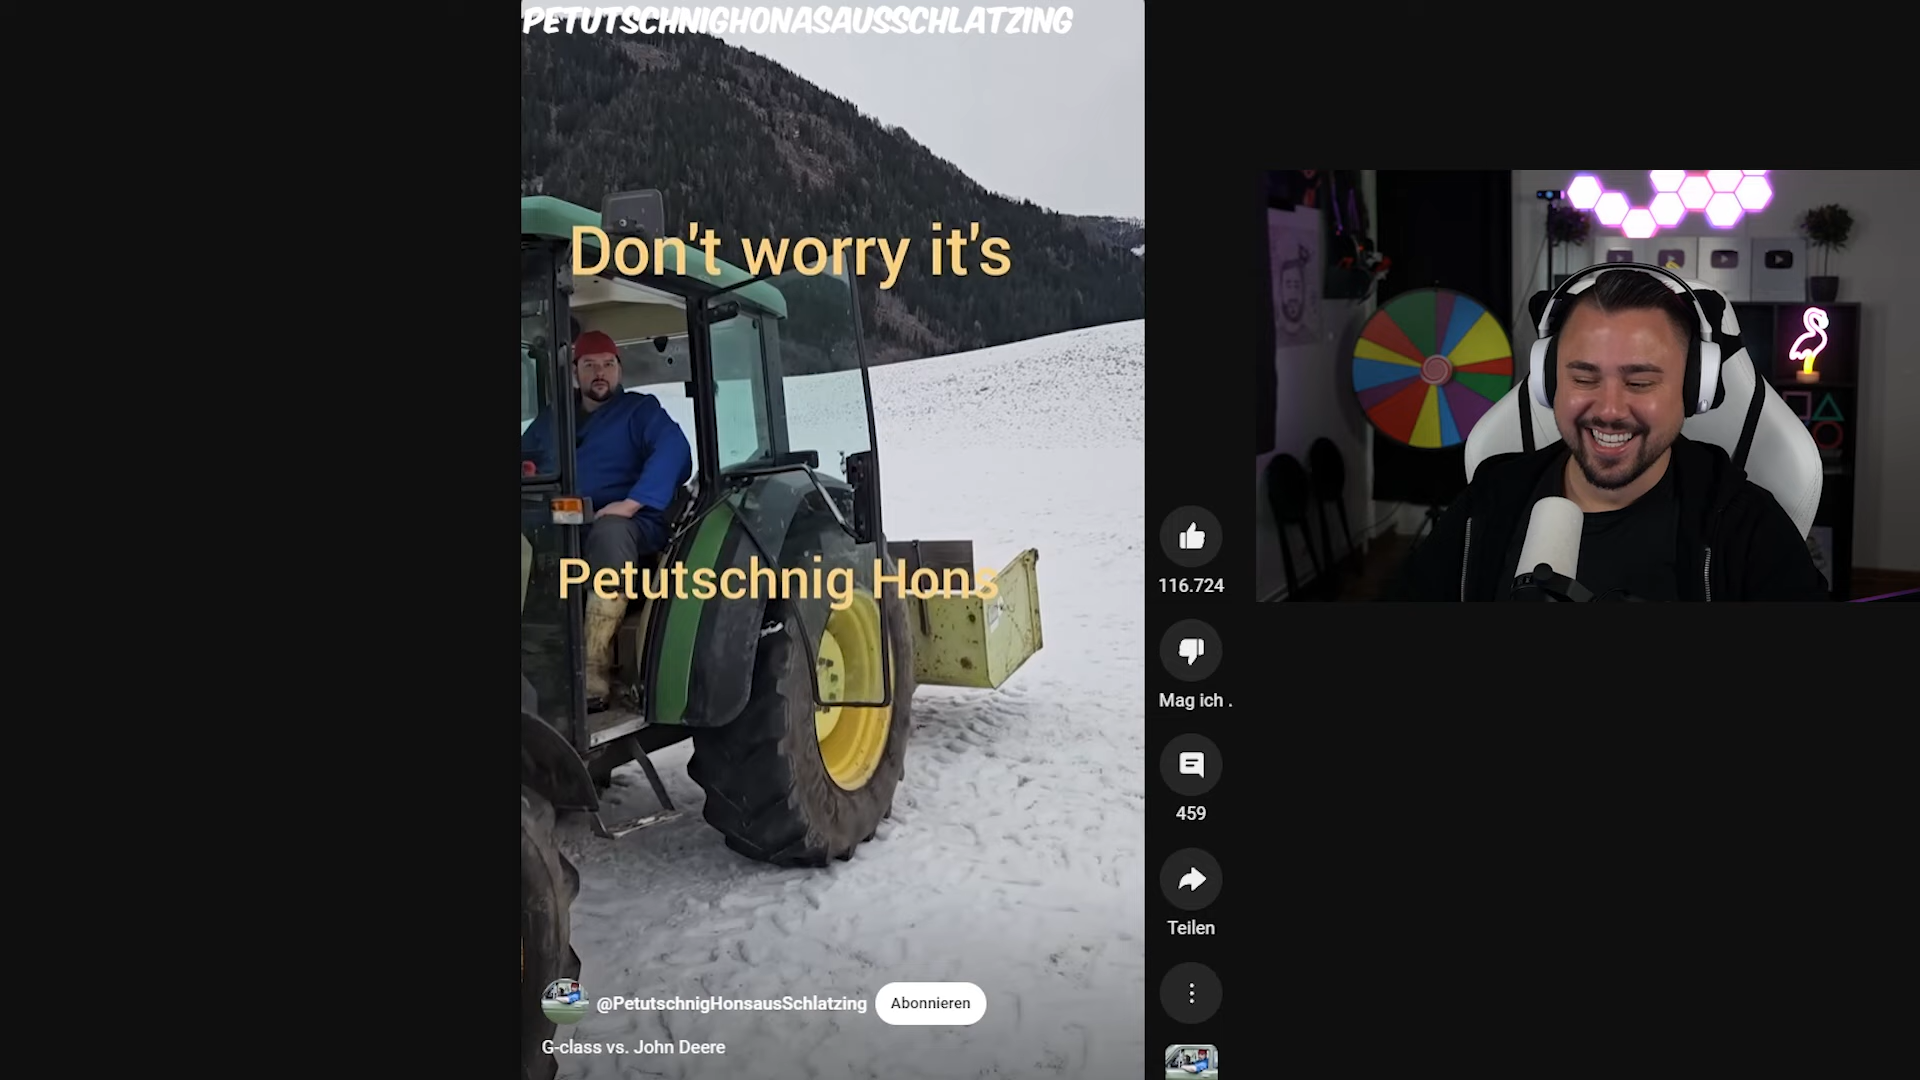 PETUTSCHNIGHONASAUSSCHLATZING
Don't worry it's
Petutschnig Hons
116.724
Mag ich .
459
Teilen
@PetutschnigHonsausSchlatzing
Abonnieren
G-class vs. John Deere